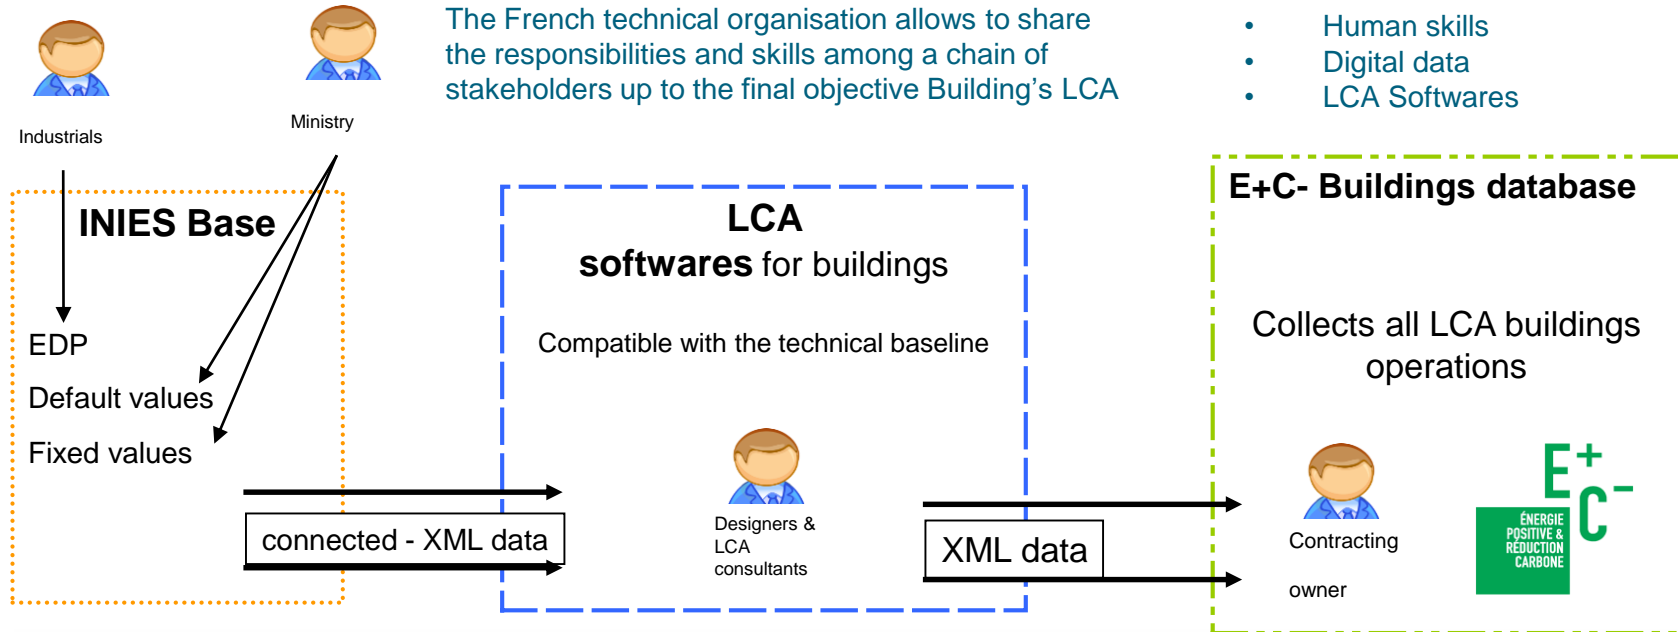 The French technical organisation allows to share
the responsibilities and skills among a chain of
stakeholders up to the final objective Building's LCA
• Human skills
• Digital data
• LCA Softwares
Industrials
Ministry
INIES Base
EDP
Default values
Fixed values
connected - XML data
LCA
softwares for buildings
Compatible with the technical baseline
Designers &
LCA
consultants
XML data
E+C- Buildings database
Collects all LCA buildings
operations
Contracting
owner
E+
C-
ÉNERGIE
POSITIVE &
RÉDUCTION
CARBONE